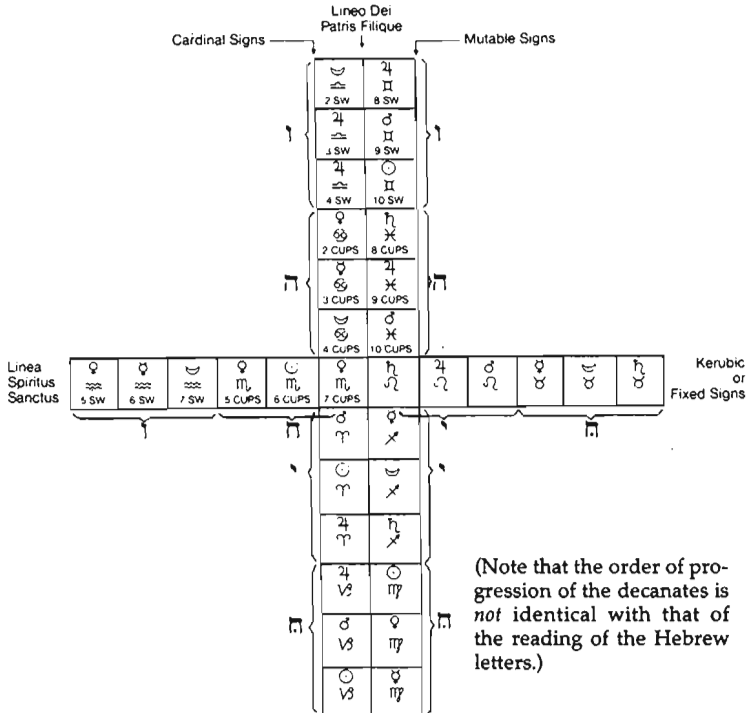 Lineo Dei
Patris Filique
Cardinal Signs
Mutable Signs
☽ ♃
♎ ♊
2 SW 8 SW
♃ ♂
ו ♎ ♊ ו
3 SW 9 SW
♃ ☉
♎ ♊
4 SW 10 SW
♀ ♄
♋ ♓
2 CUPS 8 CUPS
☿ ♃
ה ♋ ♓ ה
3 CUPS 9 CUPS
☽ ♂
♋ ♓
4 CUPS 10 CUPS
Linea
Spiritus
Sanctus
♀ ☿ ☽ ♀ ☉ ♀ ♄ ♃ ♂ ☿ ☽ ♄
♒ ♒ ♒ ♏ ♏ ♏ ♌ ♌ ♌ ♉ ♉ ♉
5 SW 6 SW 7 SW 5 CUPS 6 CUPS 7 CUPS
Kerubic
or
Fixed Signs
ו ה י הּ
♂ ☿
♈ ♐
י י
☉ ☽
♈ ♐
♃ ♄
♈ ♐
♃ ☉
♑ ♍
הּ הּ
♂ ♀
♑ ♍
☉ ☿
♑ ♍
(Note that the order of pro-
gression of the decanates is
not identical with that of
the reading of the Hebrew
letters.)